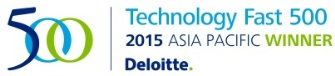 500
Technology Fast 500
2015 ASIA PACIFIC WINNER
Deloitte.